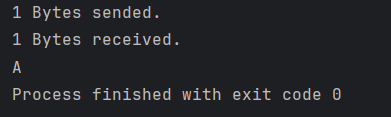 1 Bytes sended.
1 Bytes received.
A
Process finished with exit code 0